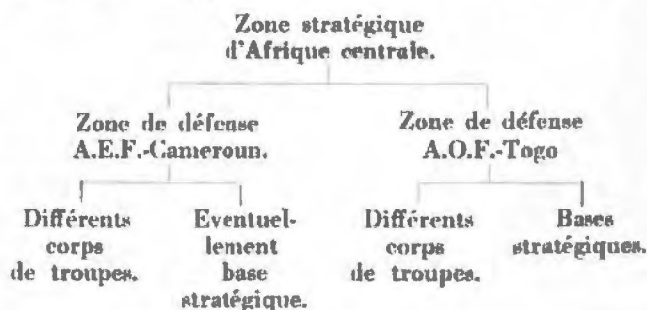 Zone stratégique
d'Afrique centrale.
Zone de défense
A.E.F.-Cameroun.
Zone de défense
A.O.F.-Togo
Différents
corps
de troupes.
Eventuel-
lement
base
stratégique.
Différents
corps
de troupes.
Bases
stratégiques.